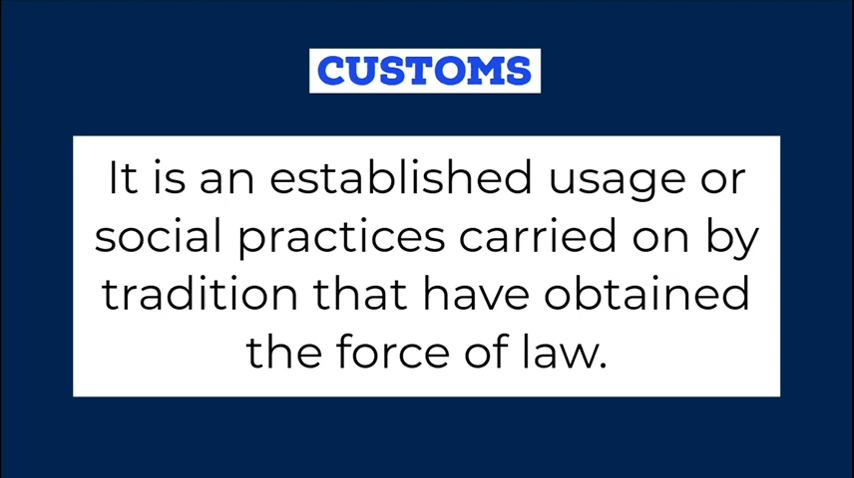 CUSTOMS
It is an established usage or
social practices carried on by
tradition that have obtained
the force of law.